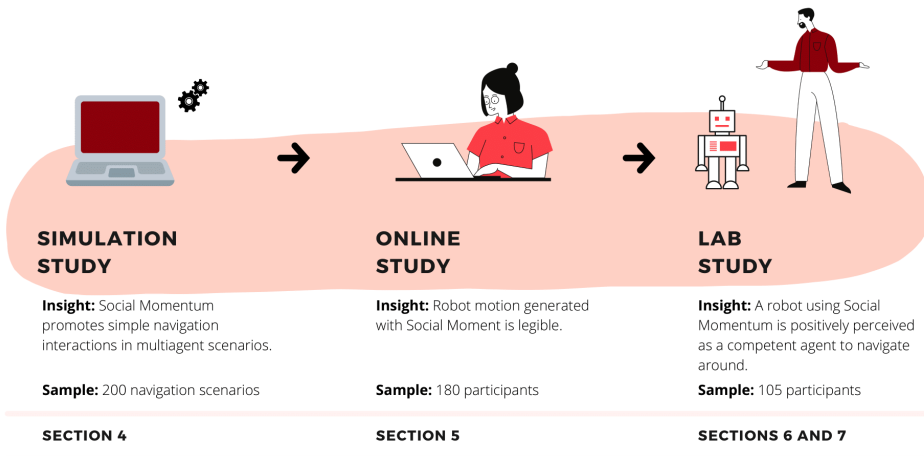 SIMULATION
STUDY
Insight: Social Momentum
promotes simple navigation
interactions in multiagent scenarios.
Sample: 200 navigation scenarios
SECTION 4
ONLINE
STUDY
Insight: Robot motion generated
with Social Moment is legible.
Sample: 180 participants
SECTION 5
LAB
STUDY
Insight: A robot using Social
Momentum is positively perceived
as a competent agent to navigate
around.
Sample: 105 participants
SECTIONS 6 AND 7